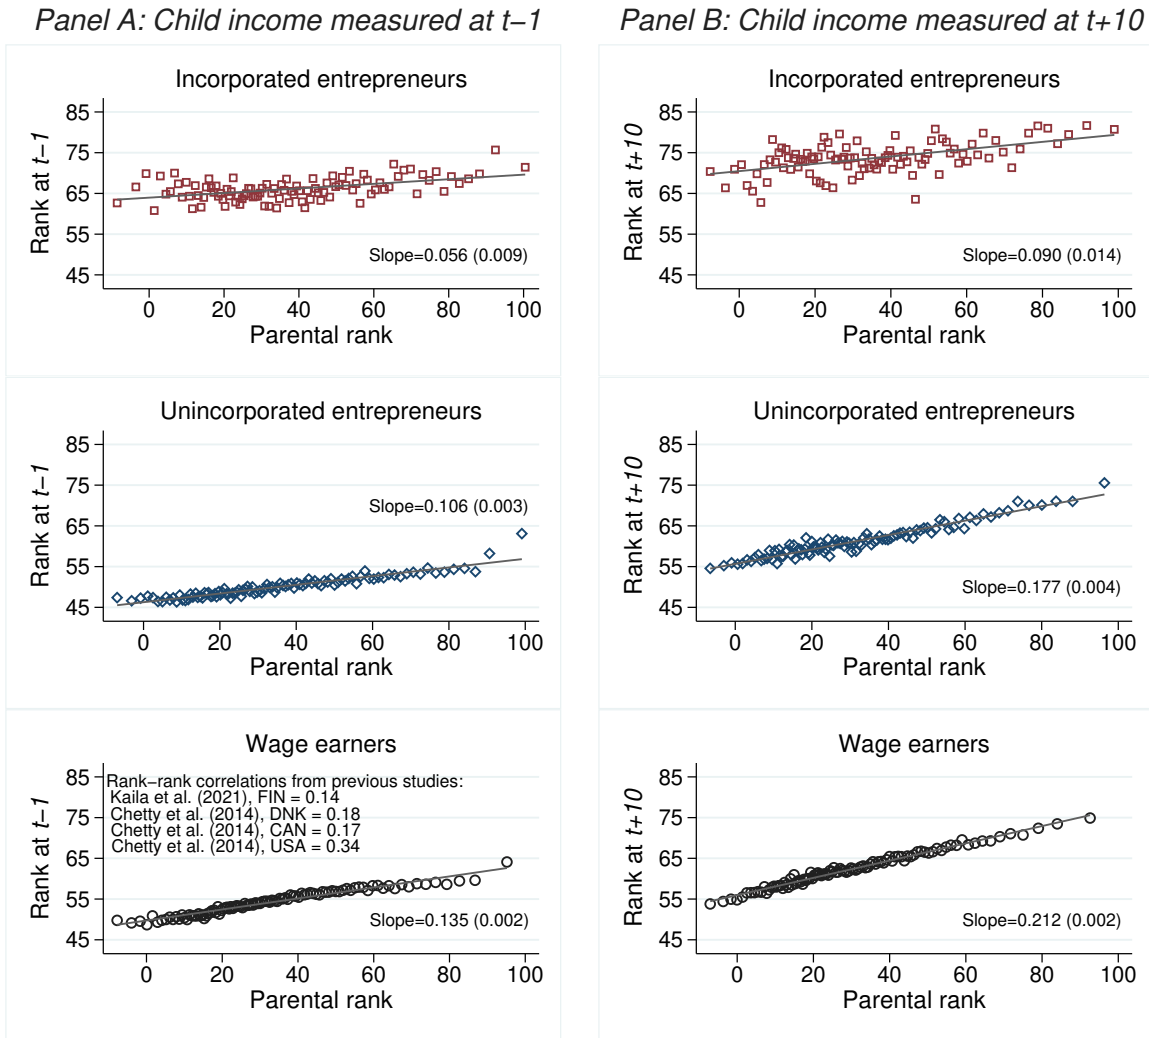 Panel A: Child income measured at t−1
Panel B: Child income measured at t+10
Incorporated entrepreneurs
85
75
65
55
45
Rank at t−1
Slope=0.056 (0.009)
0 20 40 60 80 100
Parental rank
Incorporated entrepreneurs
85
75
65
55
45
Rank at t+10
Slope=0.090 (0.014)
0 20 40 60 80 100
Parental rank
Unincorporated entrepreneurs
85
75
65
55
45
Rank at t−1
Slope=0.106 (0.003)
0 20 40 60 80 100
Parental rank
Unincorporated entrepreneurs
85
75
65
55
45
Rank at t+10
Slope=0.177 (0.004)
0 20 40 60 80 100
Parental rank
Wage earners
85
75
65
55
45
Rank at t−1
Rank−rank correlations from previous studies:
Kaila et al. (2021), FIN = 0.14
Chetty et al. (2014), DNK = 0.18
Chetty et al. (2014), CAN = 0.17
Chetty et al. (2014), USA = 0.34
Slope=0.135 (0.002)
0 20 40 60 80 100
Parental rank
Wage earners
85
75
65
55
45
Rank at t+10
Slope=0.212 (0.002)
0 20 40 60 80 100
Parental rank